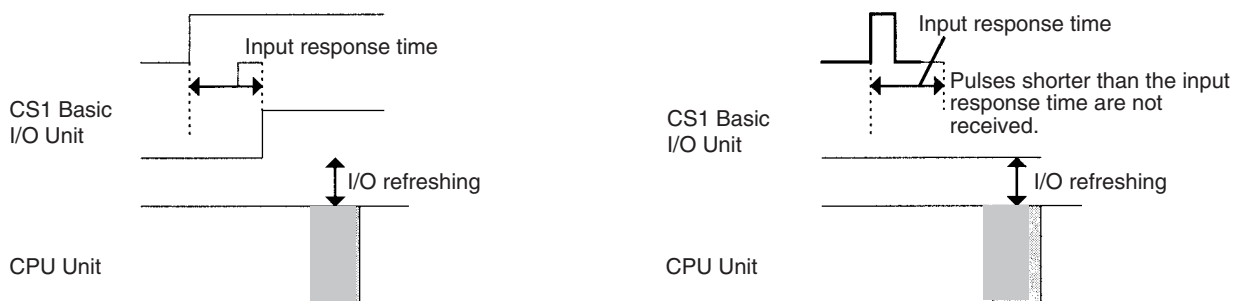 Input response time
CS1 Basic
I/O Unit
I/O refreshing
CPU Unit
Input response time
Pulses shorter than the input
response time are not
received.
CS1 Basic
I/O Unit
I/O refreshing
CPU Unit